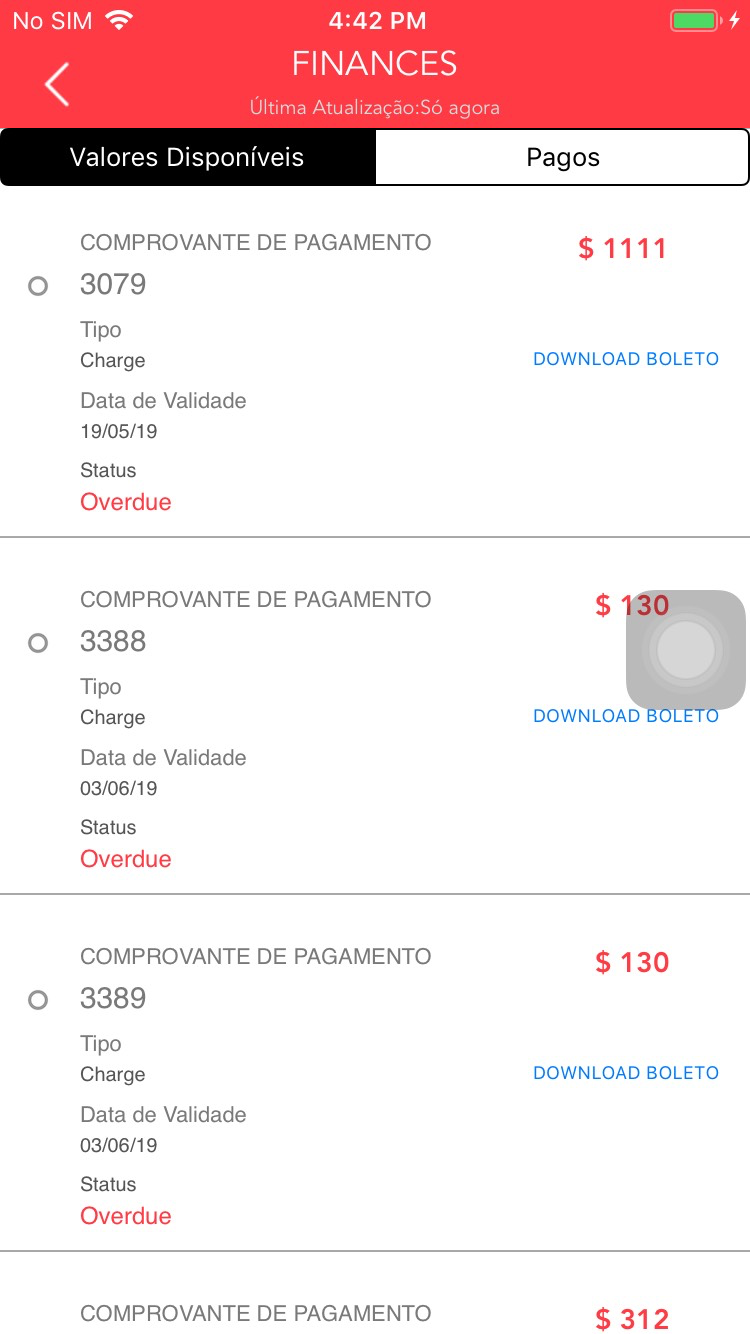 No SIM 4:42 PM
FINANCES
Última Atualização:Só agora
Valores Disponíveis Pagos
COMPROVANTE DE PAGAMENTO $ 1111
3079
Tipo
Charge DOWNLOAD BOLETO
Data de Validade
19/05/19
Status
Overdue
COMPROVANTE DE PAGAMENTO $ 130
3388
Tipo
Charge DOWNLOAD BOLETO
Data de Validade
03/06/19
Status
Overdue
COMPROVANTE DE PAGAMENTO $ 130
3389
Tipo
Charge DOWNLOAD BOLETO
Data de Validade
03/06/19
Status
Overdue
COMPROVANTE DE PAGAMENTO $ 312